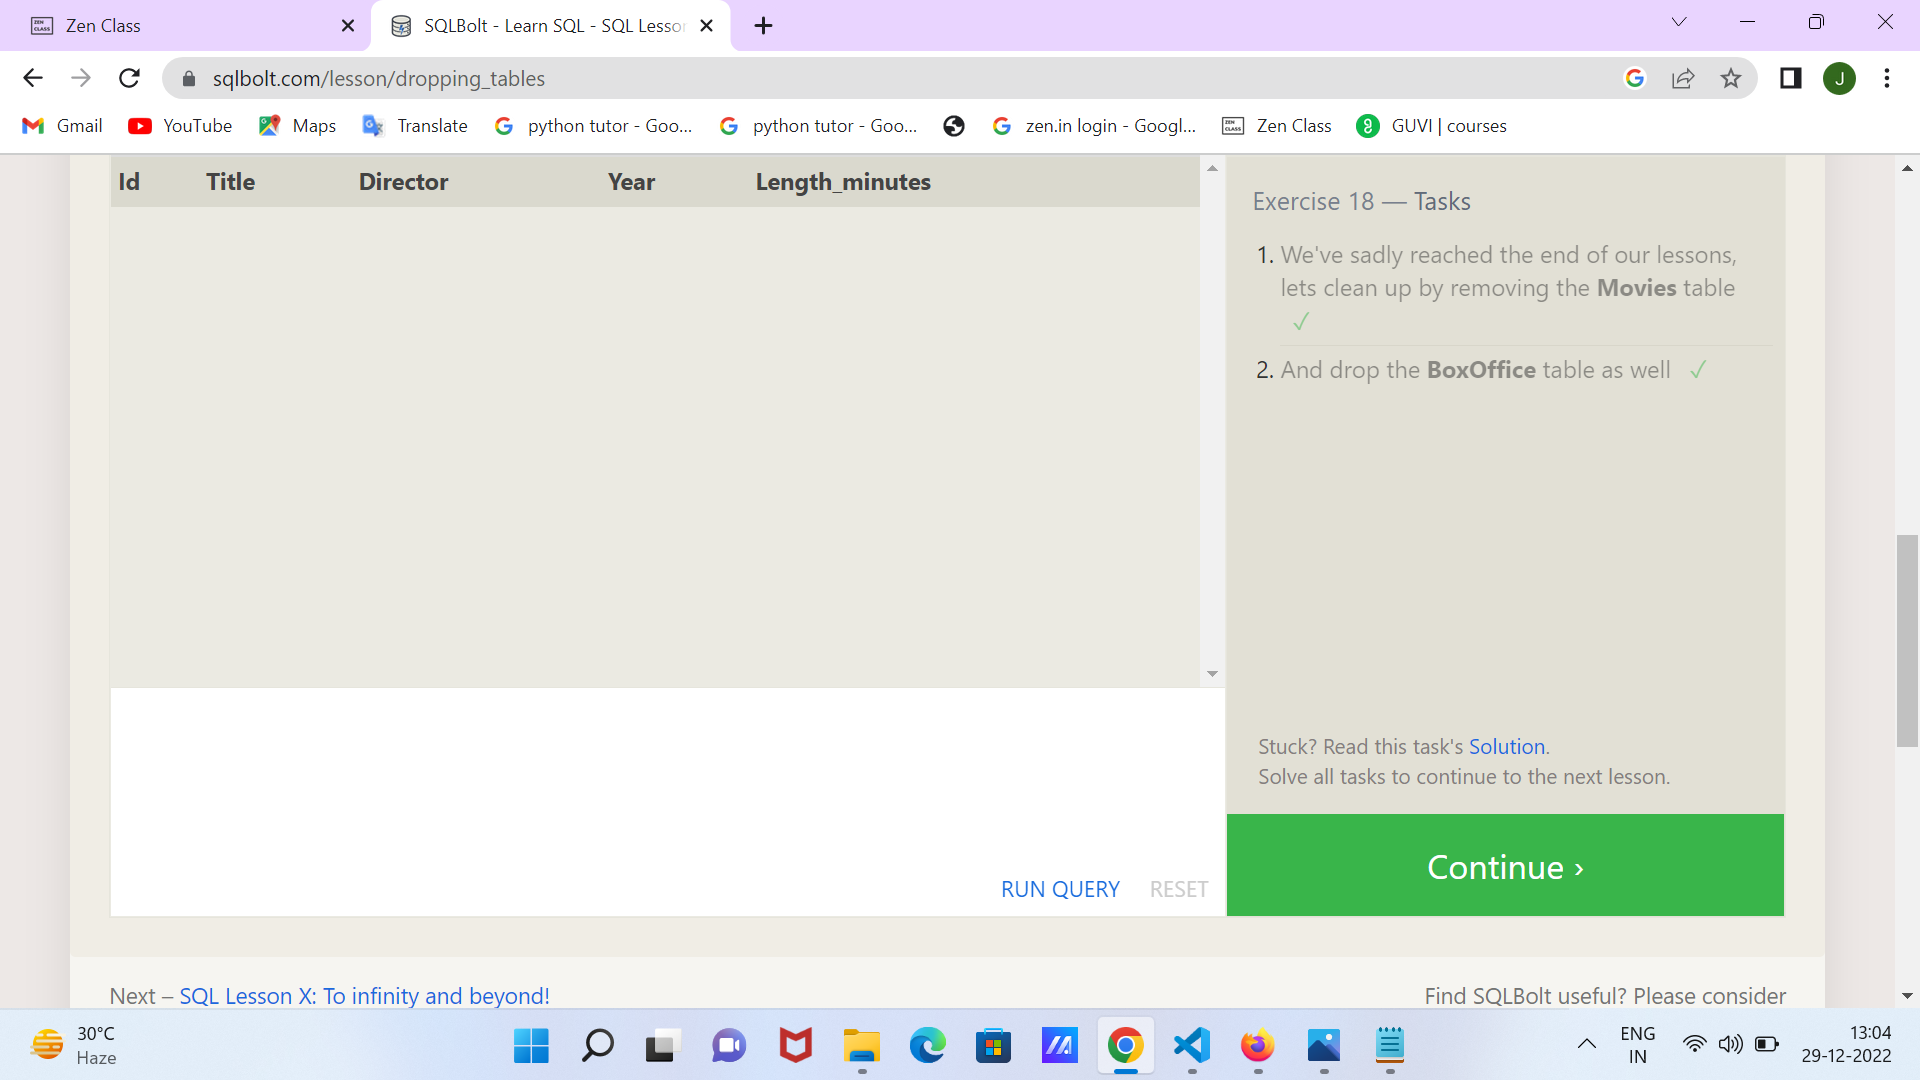 Zen Class
SQLBolt - Learn SQL - SQL Lesso
sqlbolt.com/lesson/dropping_tables
J
Gmail
YouTube
Maps
Translate
python tutor - Goo...
python tutor - Goo...
zen.in login - Googl...
Zen Class
GUVI | courses
Id Title Director Year Length_minutes
Exercise 18 — Tasks
1. We've sadly reached the end of our lessons,
lets clean up by removing the Movies table
✓
2. And drop the BoxOffice table as well ✓
Stuck? Read this task's Solution.
Solve all tasks to continue to the next lesson.
RUN QUERY RESET
Continue ›
Next – SQL Lesson X: To infinity and beyond!
Find SQLBolt useful? Please consider
30°C
Haze
ENG
IN
13:04
29-12-2022